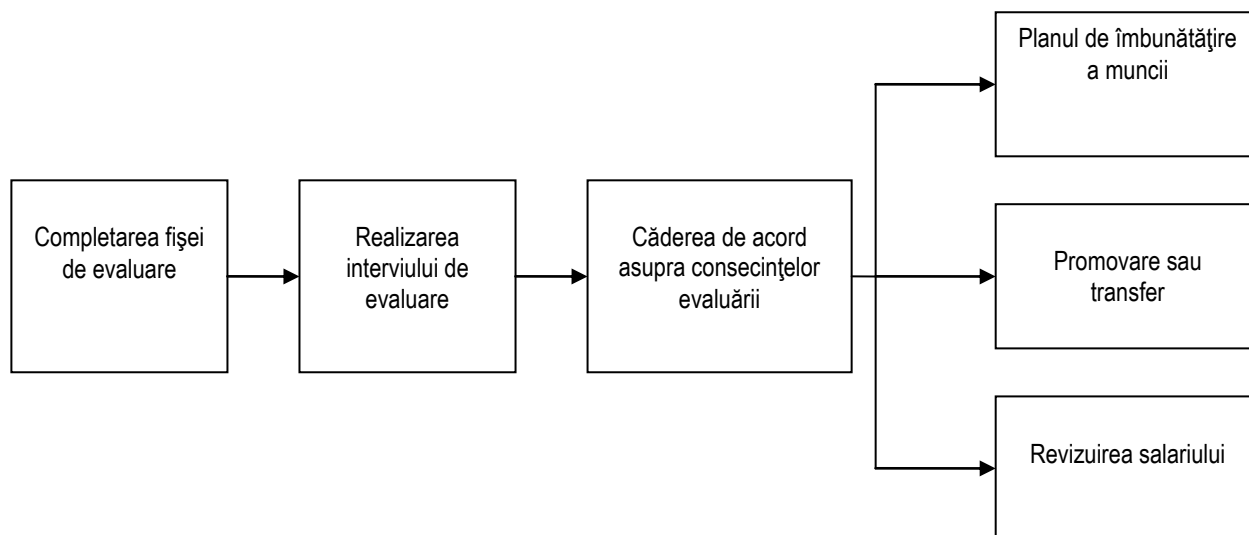 Completarea fişei
de evaluare
Realizarea
interviului de
evaluare
Căderea de acord
asupra consecinţelor
evaluării
Planul de îmbunătăţire
a muncii
Promovare sau
transfer
Revizuirea salariului